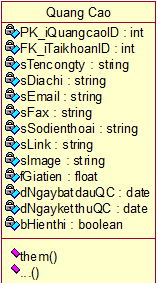 Quang Cao
PK_iQuangcaoID : int
FK_iTaikhoanID : int
sTencongty : string
sDiachi : string
sEmail : string
sFax : string
sSodienthoai : string
sLink : string
sImage : string
fGiatien : float
dNgaybatdauQC : date
dNgayketthuQC : date
bHienthi : boolean
them()
...()